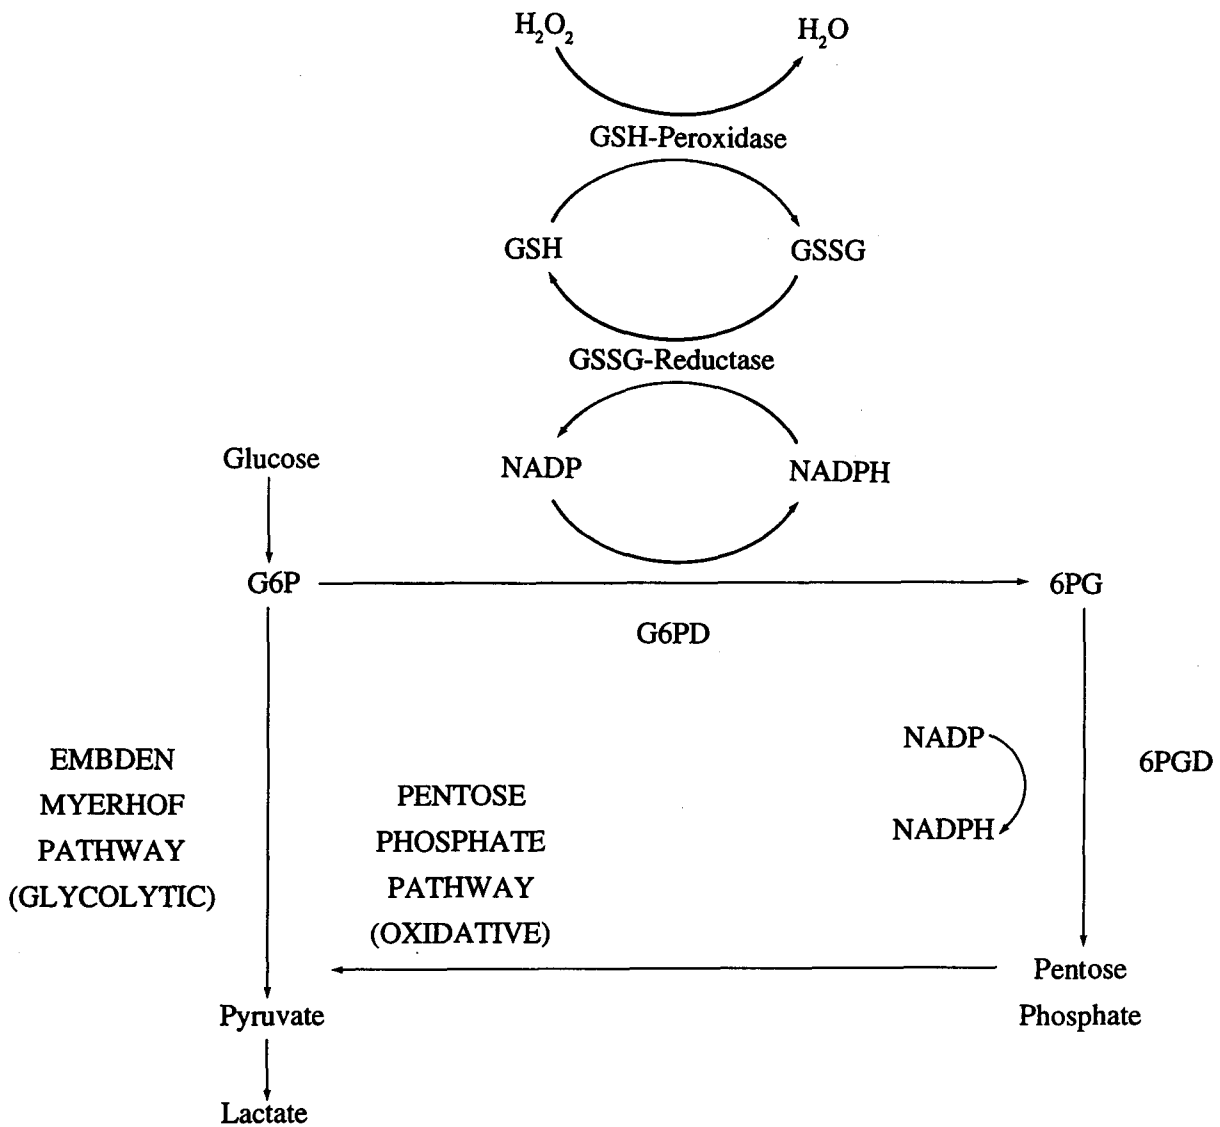 H₂O₂
H₂O
GSH-Peroxidase
GSH
GSSG
GSSG-Reductase
Glucose
NADP
NADPH
G6P
6PG
G6PD
EMBDEN
MYERHOF
PATHWAY
(GLYCOLYTIC)
PENTOSE
PHOSPHATE
PATHWAY
(OXIDATIVE)
NADP
NADPH
6PGD
Pentose
Phosphate
Pyruvate
Lactate